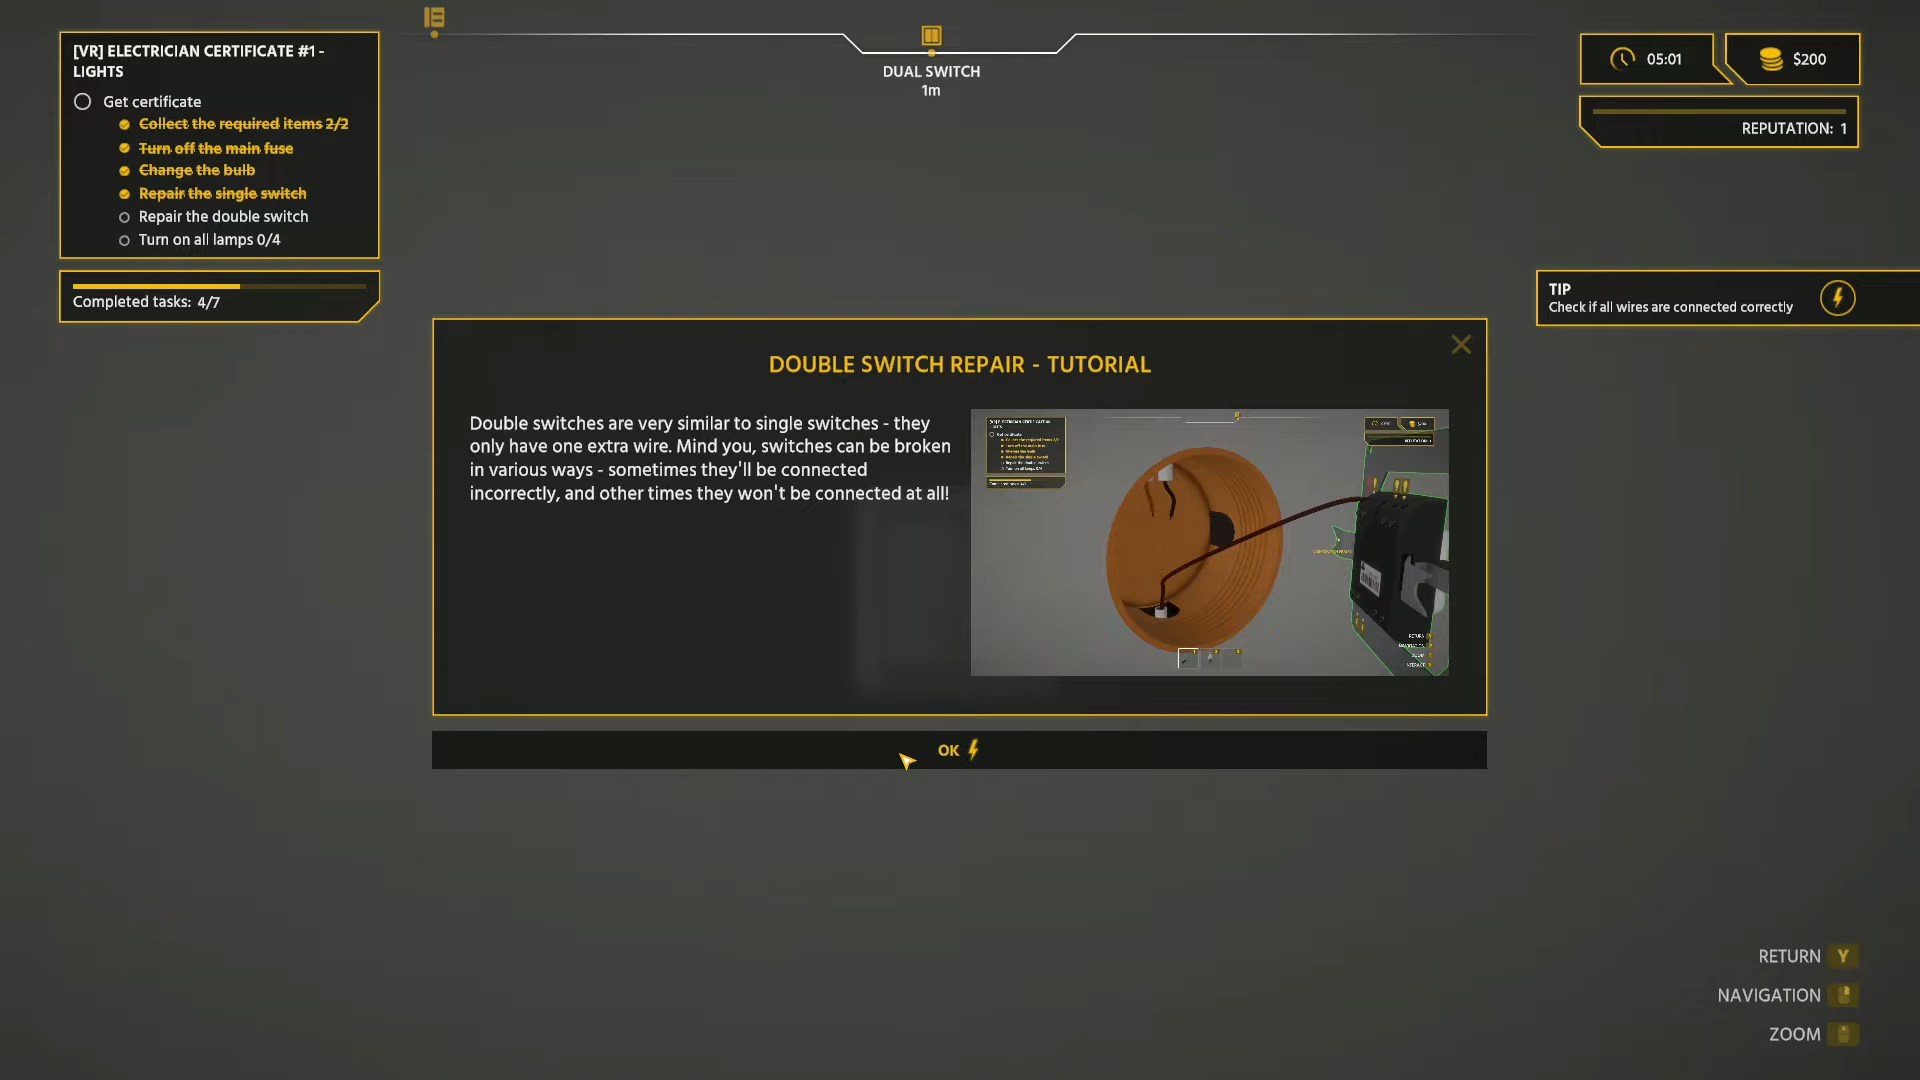 [VR] ELECTRICIAN CERTIFICATE #1 -
LIGHTS
Get certificate
Collect the required items 2/2
Turn off the main fuse
Change the bulb
Repair the single switch
Repair the double switch
Turn on all lamps 0/4
Completed tasks: 4/7
DUAL SWITCH
1m
05:01
$200
REPUTATION: 1
TIP
Check if all wires are connected correctly
DOUBLE SWITCH REPAIR - TUTORIAL
Double switches are very similar to single switches - they
only have one extra wire. Mind you, switches can be broken
in various ways - sometimes they'll be connected
incorrectly, and other times they won't be connected at all!
OK
RETURN Y
NAVIGATION
ZOOM